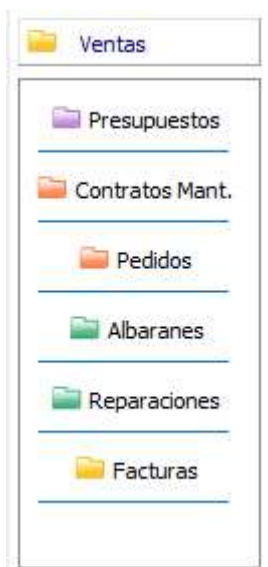 Ventas
Presupuestos
Contratos Mant.
Pedidos
Albaranes
Reparaciones
Facturas